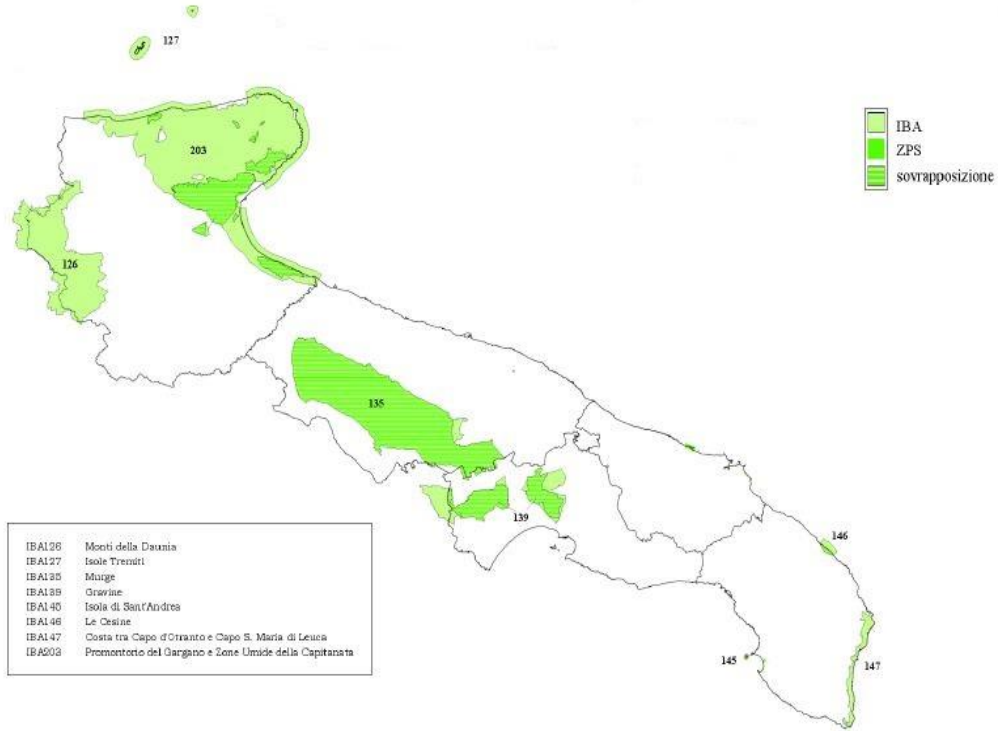 127
203
126
135
139
146
145
147
IBA
ZPS
sovrapposizione
IBA126 Monti della Daunia
IBA127 Isole Tremiti
IBA135 Murge
IBA139 Gravine
IBA145 Isola di Sant'Andrea
IBA146 Le Cesine
IBA147 Costa tra Capo d'Otranto e Capo S. Maria di Leuca
IBA203 Promontorio del Gargano e Zone Umide della Capitanata